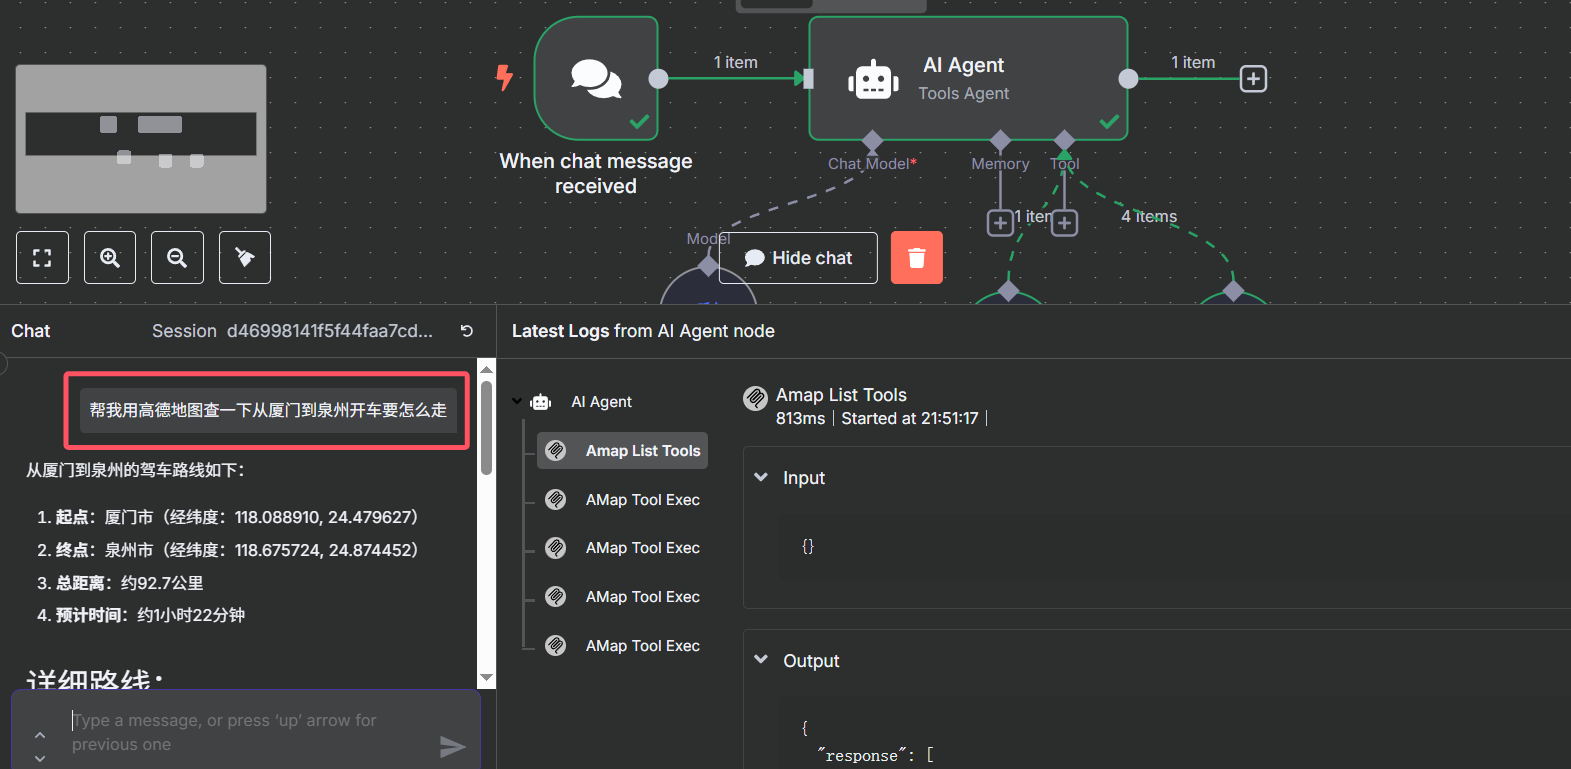 1 item
AI Agent
Tools Agent
1 item
When chat message
received
Chat Model*
Memory
Tool
4 items
Model
Hide chat
Chat
Session d46998141f5f44faa7cd...
Latest Logs from AI Agent node
帮我用高德地图查一下从厦门到泉州开车要怎么走
从厦门到泉州的驾车路线如下：
1. 起点：厦门市（经纬度：118.088910, 24.479627）
2. 终点：泉州市（经纬度：118.675724, 24.874452）
3. 总距离：约92.7公里
4. 预计时间：约1小时22分钟
详细路线：
Type a message, or press ‘up’ arrow for
previous one
AI Agent
Amap List Tools
AMap Tool Exec
AMap Tool Exec
AMap Tool Exec
AMap Tool Exec
Amap List Tools
813ms | Started at 21:51:17 |
Input
{}
Output
{
"response": [